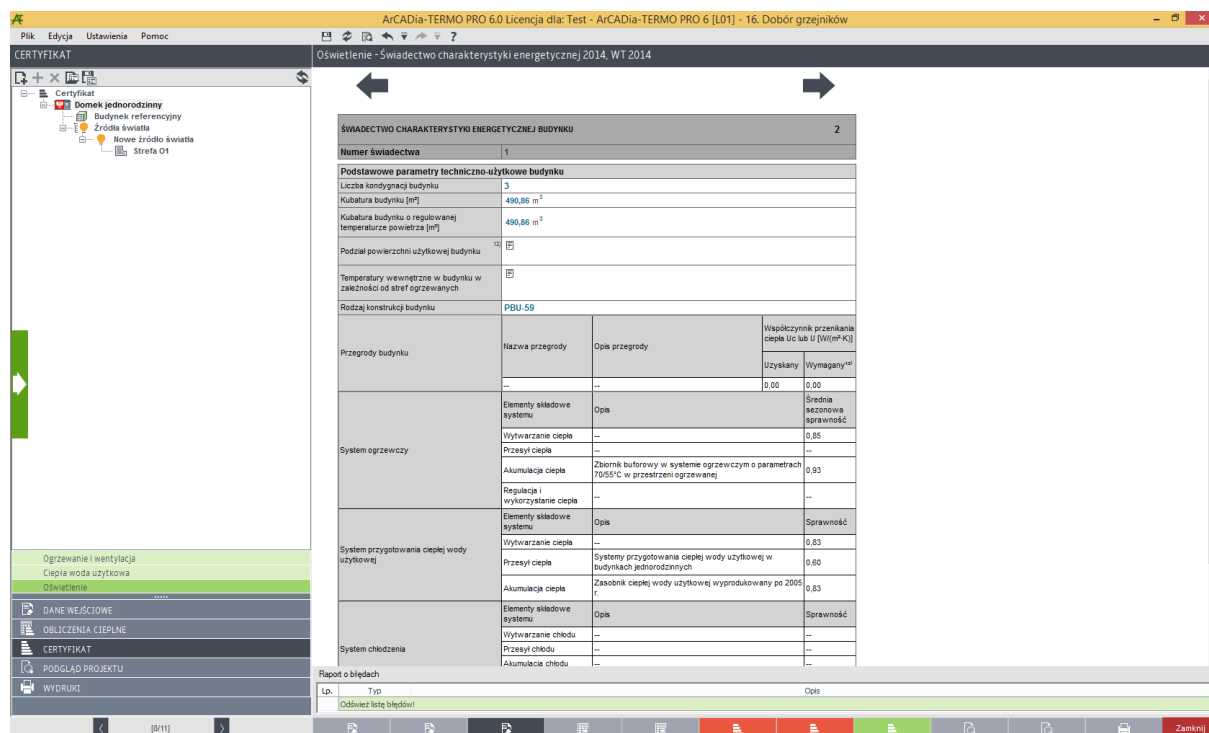 ArCADia-TERMO PRO 6.0 Licencja dla: Test - ArCADia-TERMO PRO 6 [L01] - 16. Dobór grzejników
Plik Edycja Ustawienia Pomoc
CERTYFIKAT
Oświetlenie - Świadectwo charakterystyki energetycznej 2014, WT 2014
Certyfikat
Domek jednorodzinny
Budynek referencyjny
Źródła światła
Nowe źródło światła
Strefa O1
Ogrzewanie i wentylacja
Ciepła woda użytkowa
Oświetlenie
DANE WEJŚCIOWE
OBLICZENIA CIEPLNE
CERTYFIKAT
PODGLĄD PROJEKTU
WYDRUKI
[8/11]
ŚWIADECTWO CHARAKTERYSTYKI ENERGETYCZNEJ BUDYNKU 2
Numer świadectwa 1
Podstawowe parametry techniczno-użytkowe budynku
Liczba kondygnacji budynku 3
Kubatura budynku [m³] 490,86 m³
Kubatura budynku o regulowanej
temperaturze powietrza [m³] 490,86 m³
Podział powierzchni użytkowej budynku 12)
Temperatury wewnętrzne w budynku w
zależności od stref ogrzewanych
Rodzaj konstrukcji budynku PBU-59
Przegrody budynku
Nazwa przegrody Opis przegrody
Współczynnik przenikania
ciepła Uc lub U [W/(m²·K)]
Uzyskany Wymagany¹³⁾
-- -- 0,00 0,00
System ogrzewczy
Elementy składowe
systemu
Opis
Średnia
sezonowa
sprawność
Wytwarzanie ciepła -- 0,85
Przesył ciepła -- --
Akumulacja ciepła
Zbiornik buforowy w systemie ogrzewczym o parametrach
70/55°C w przestrzeni ogrzewanej
0,93
Regulacja i
wykorzystanie ciepła
-- --
System przygotowania ciepłej wody
użytkowej
Elementy składowe
systemu
Opis Sprawność
Wytwarzanie ciepła -- 0,83
Przesył ciepła
Systemy przygotowania ciepłej wody użytkowej w
budynkach jednorodzinnych
0,60
Akumulacja ciepła
Zasobnik ciepłej wody użytkowej wyprodukowany po 2005
r.
0,83
System chłodzenia
Elementy składowe
systemu
Opis Sprawność
Wytwarzanie chłodu -- --
Przesył chłodu -- --
Akumulacja chłodu -- --
Raport o błędach
Lp. Typ Opis
Odśwież listę błędów!
Zamknij